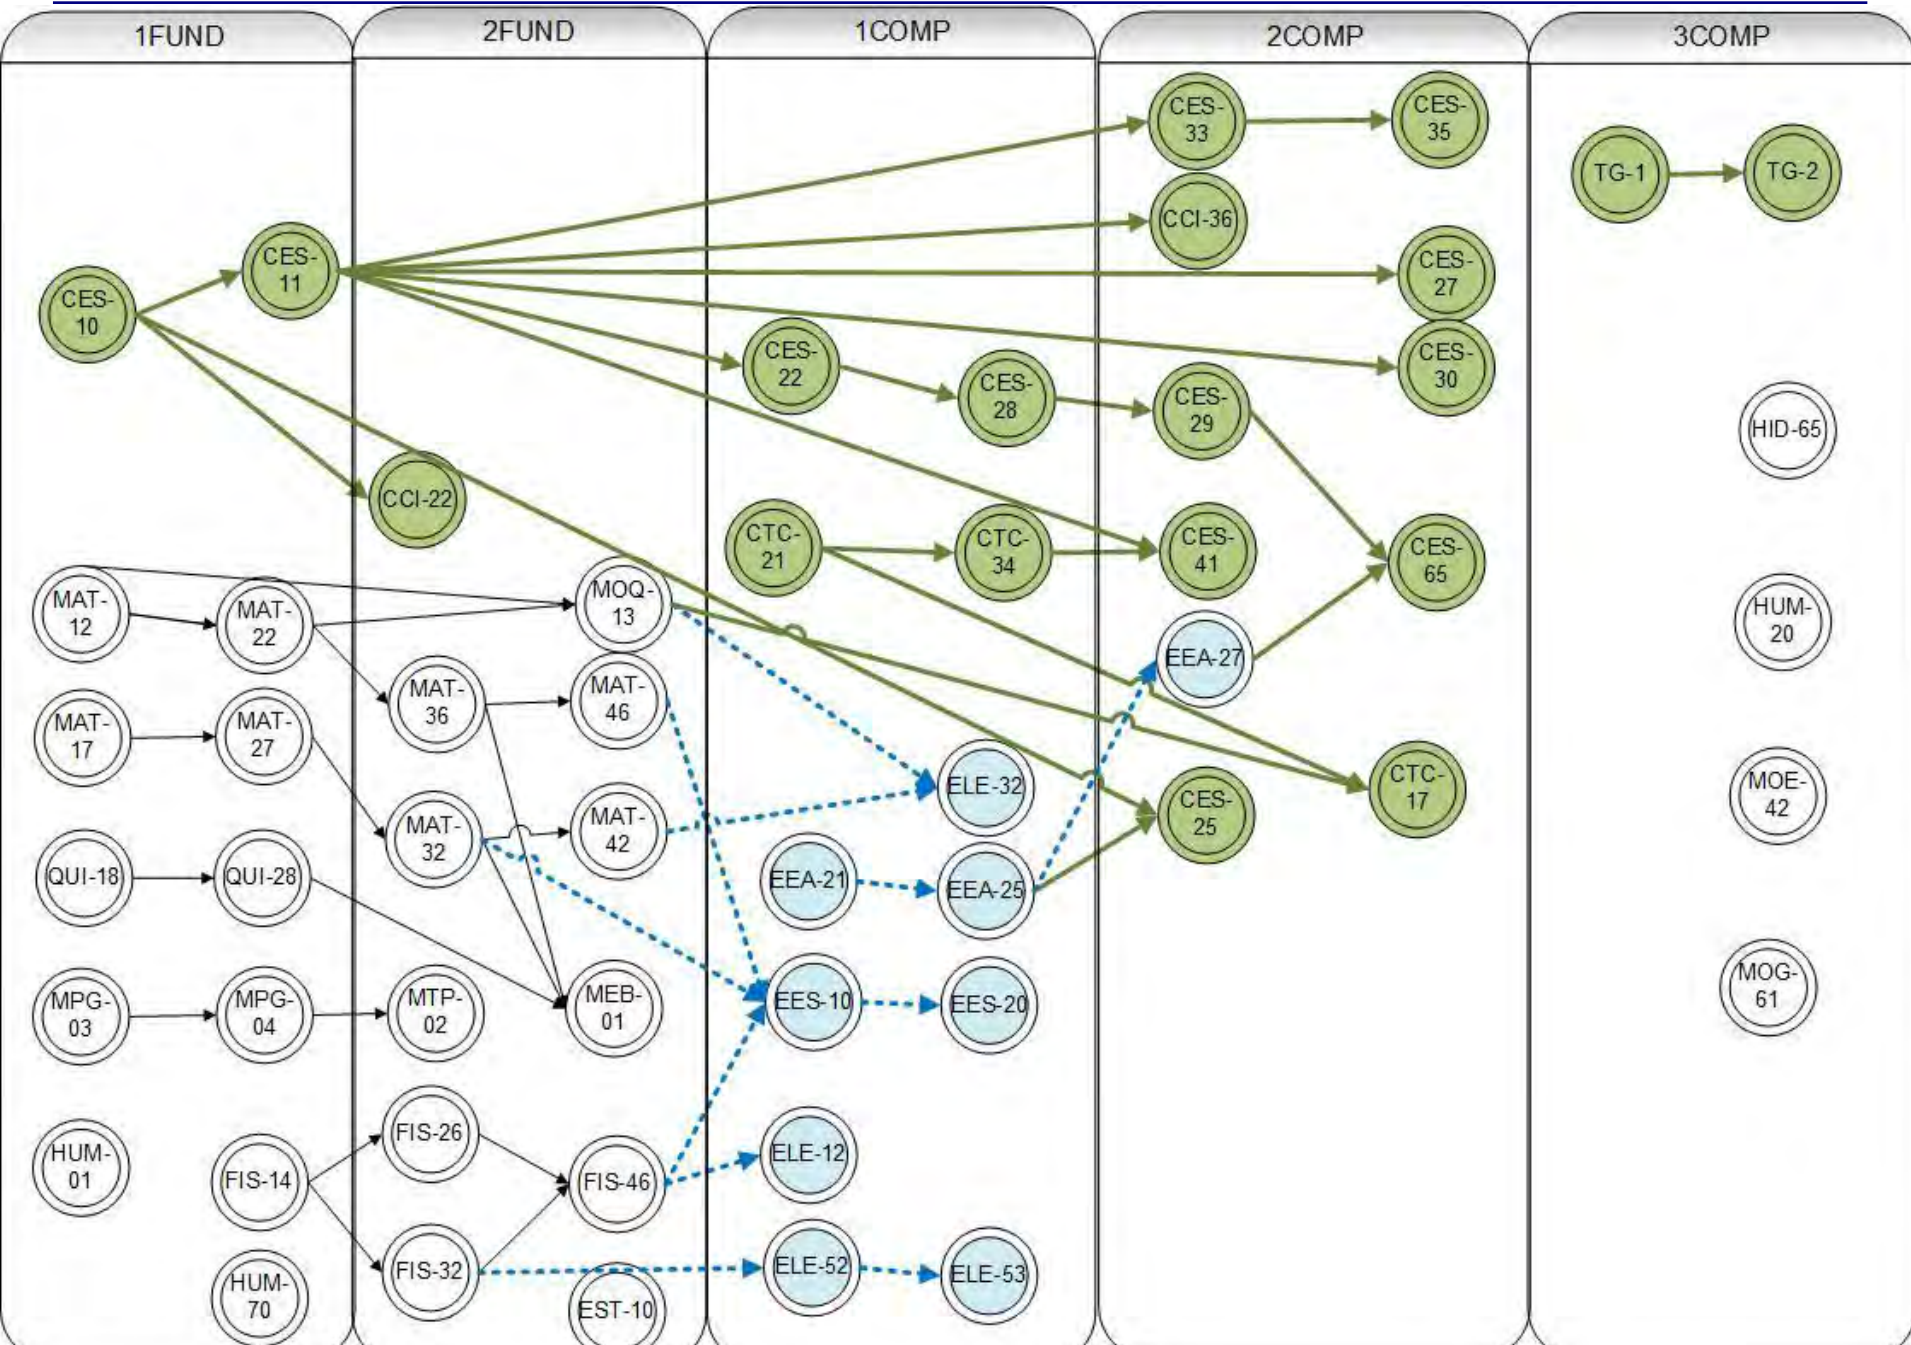 1FUND
2FUND
1COMP
2COMP
3COMP
CES-
10
CES-
11
MAT-
12
MAT-
22
MAT-
17
MAT-
27
QUI-18
QUI-28
MPG-
03
MPG-
04
HUM-
01
FIS-14
HUM-
70
CCI-22
MOQ-
13
MAT-
36
MAT-
46
MAT-
32
MAT-
42
MTP-
02
MEB-
01
FIS-26
FIS-46
FIS-32
EST-10
CES-
22
CES-
28
CTC-
21
CTC-
34
ELE-32
EEA-21
EEA-25
EES-10
EES-20
ELE-12
ELE-52
ELE-53
CES-
33
CES-
35
CCI-36
CES-
27
CES-
30
CES-
29
CES-
41
CES-
65
EEA-27
CES-
25
CTC-
17
TG-1
TG-2
HID-65
HUM-
20
MOE-
42
MOG-
61